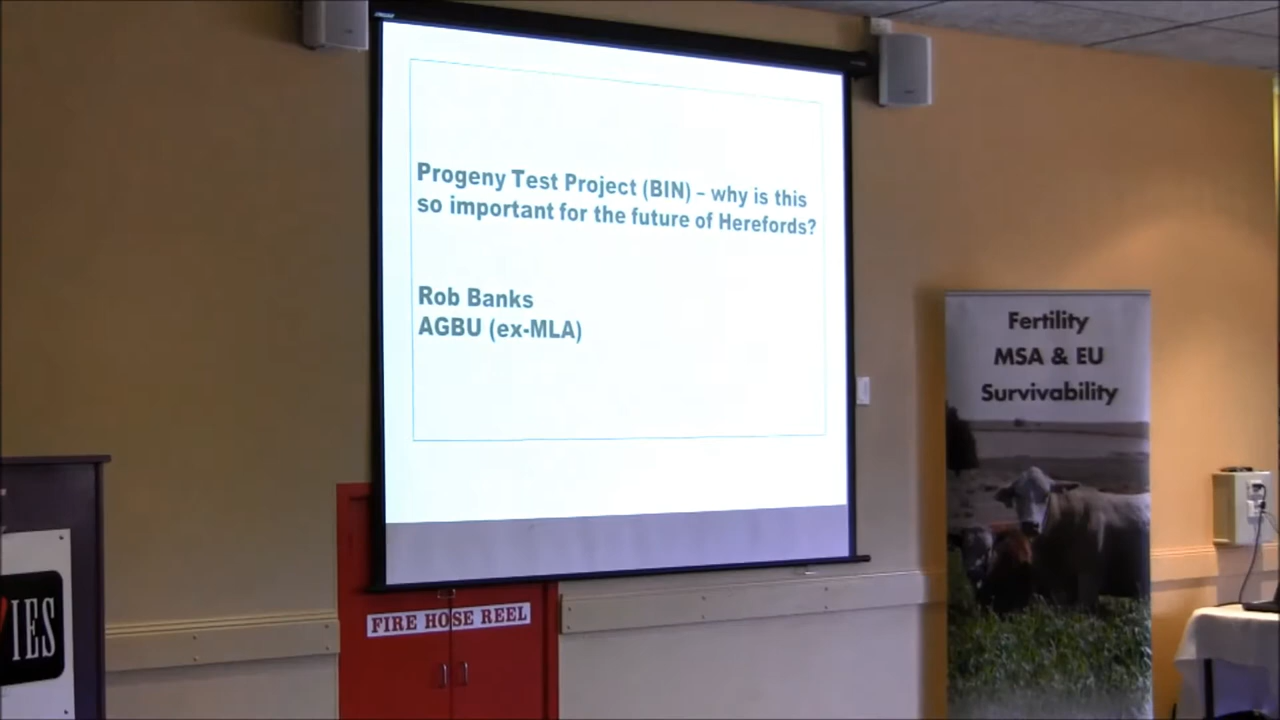 Progeny Test Project (BIN) – why is this
so important for the future of Herefords?
Rob Banks
AGBU (ex-MLA)
Fertility
MSA & EU
Survivability
FIRE HOSE REEL